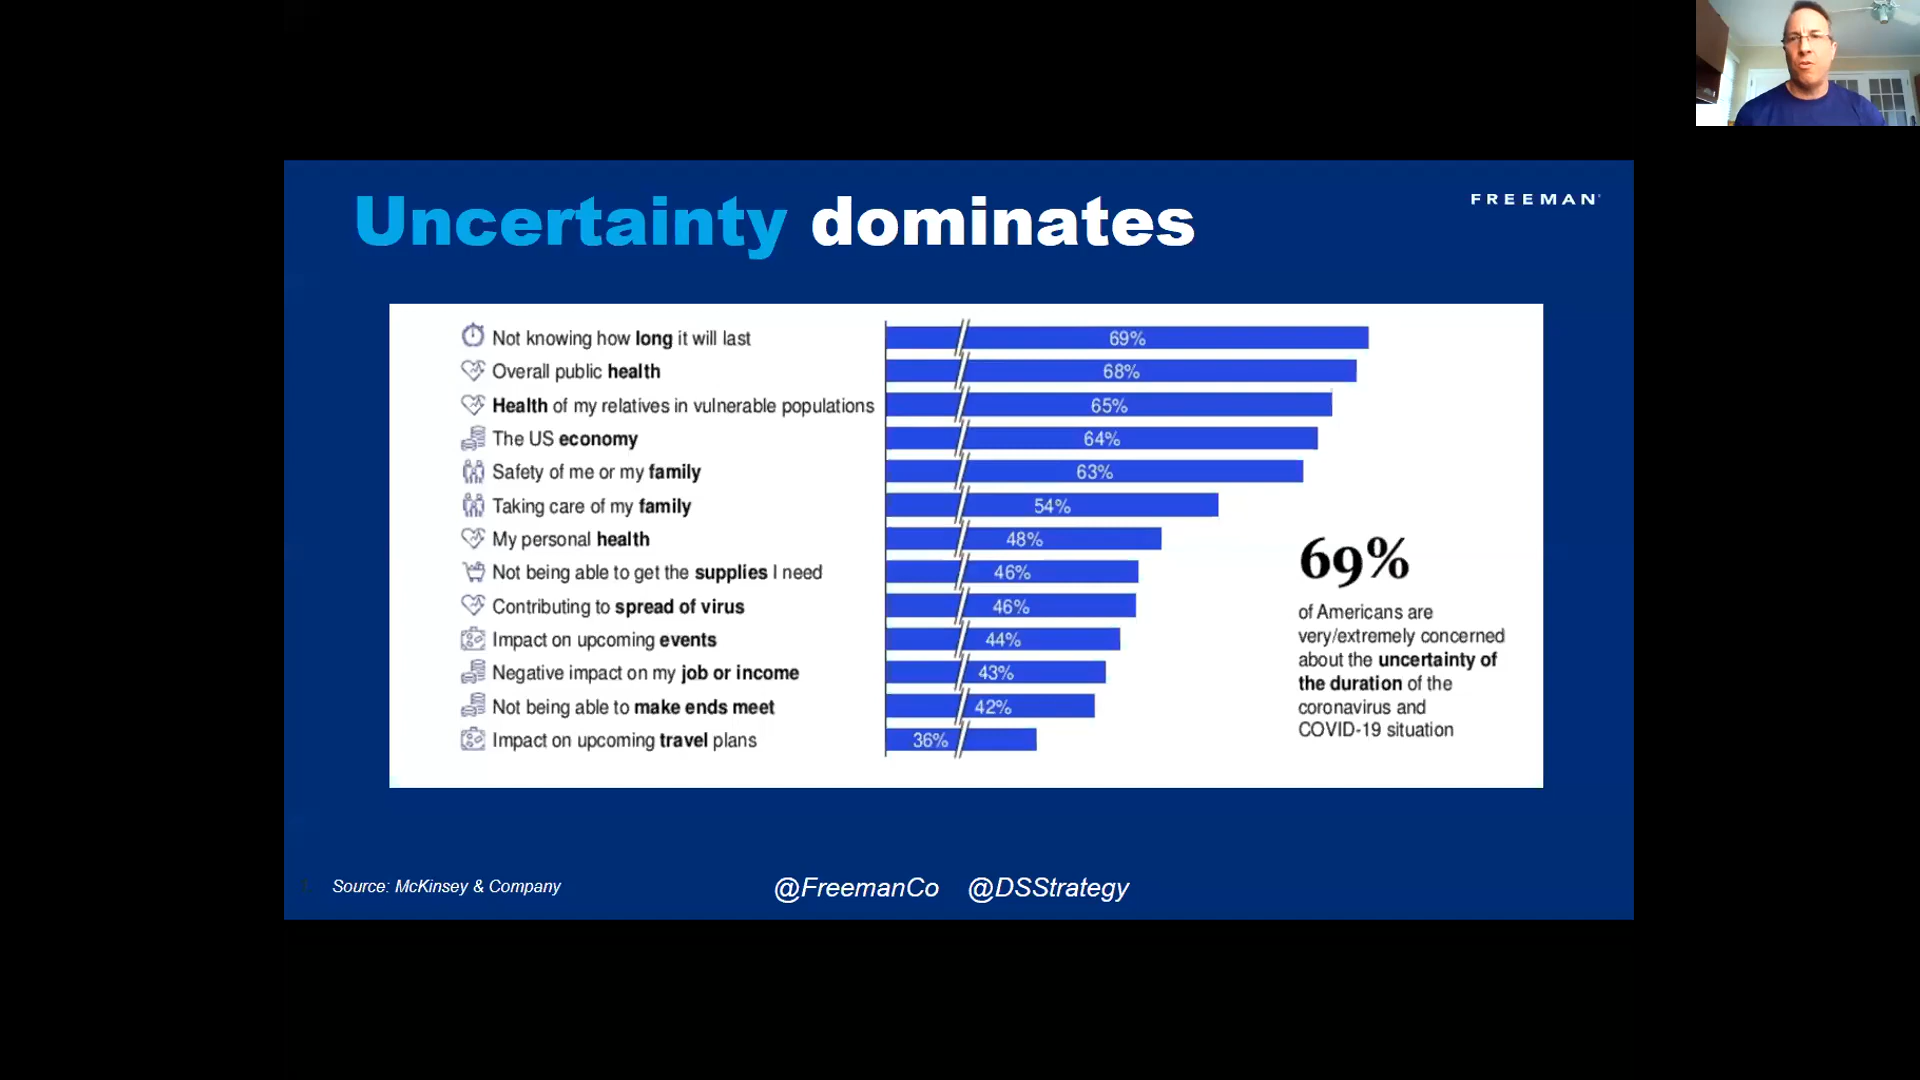 Uncertainty dominates
FREEMAN
Not knowing how long it will last 69%
Overall public health 68%
Health of my relatives in vulnerable populations 65%
The US economy 64%
Safety of me or my family 63%
Taking care of my family 54%
My personal health 48%
Not being able to get the supplies I need 46%
Contributing to spread of virus 46%
Impact on upcoming events 44%
Negative impact on my job or income 43%
Not being able to make ends meet 42%
Impact on upcoming travel plans 36%
69%
of Americans are
very/extremely concerned
about the uncertainty of
the duration of the
coronavirus and
COVID-19 situation
Source: McKinsey & Company
@FreemanCo @DSStrategy